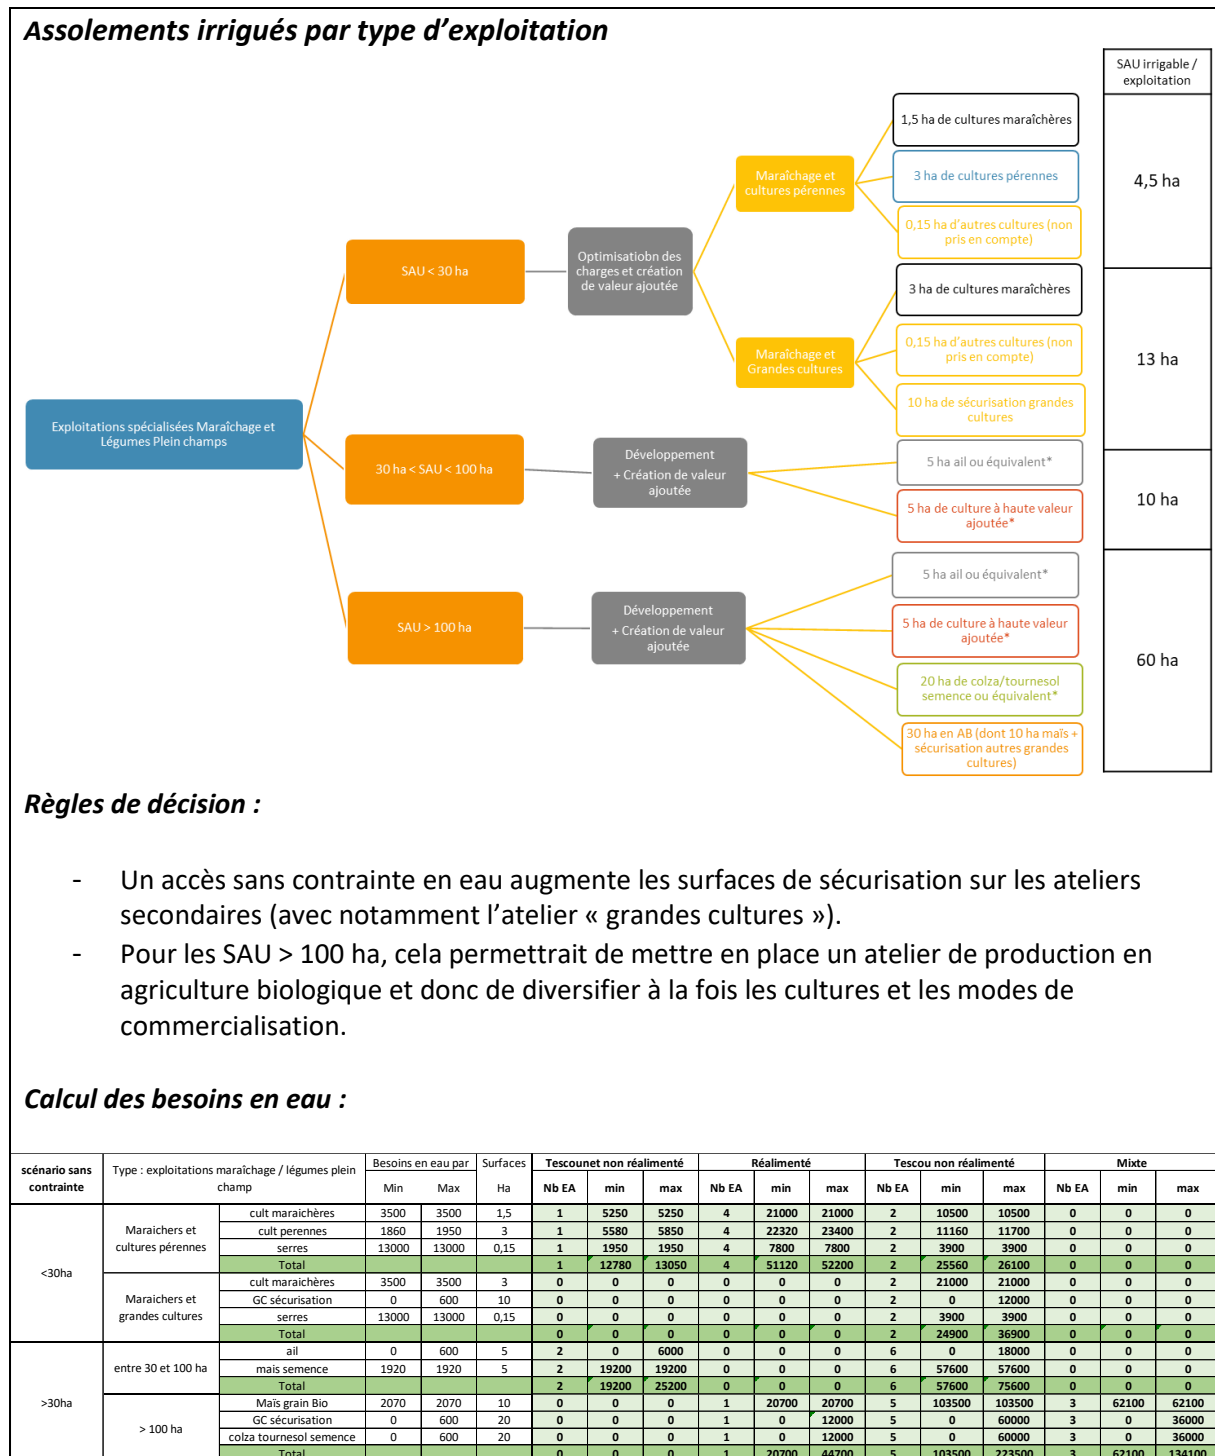 Assolements irrigués par type d'exploitation
SAU irrigable /
exploitation
1,5 ha de cultures maraîchères
Maraîchage et
cultures pérennes
3 ha de cultures pérennes
4,5 ha
0,15 ha d'autres cultures (non
pris en compte)
SAU < 30 ha
Optimisatiobn des
charges et création
de valeur ajoutée
3 ha de cultures maraîchères
Maraîchage et
Grandes cultures
0,15 ha d'autres cultures (non
pris en compte)
13 ha
10 ha de sécurisation grandes
cultures
Exploitations spécialisées Maraîchage et
Légumes Plein champs
30 ha < SAU < 100 ha
Développement
+ Création de valeur
ajoutée
5 ha ail ou équivalent*
10 ha
5 ha de culture à haute valeur
ajoutée*
SAU > 100 ha
Développement
+ Création de valeur
ajoutée
5 ha ail ou équivalent*
5 ha de culture à haute valeur
ajoutée*
60 ha
20 ha de colza/tournesol
semence ou équivalent*
30 ha en AB (dont 10 ha maïs +
sécurisation autres grandes
cultures)
Règles de décision :
- Un accès sans contrainte en eau augmente les surfaces de sécurisation sur les ateliers
secondaires (avec notamment l'atelier « grandes cultures »).
- Pour les SAU > 100 ha, cela permettrait de mettre en place un atelier de production en
agriculture biologique et donc de diversifier à la fois les cultures et les modes de
commercialisation.
Calcul des besoins en eau :
scénario sans contrainte Type : exploitations maraîchage / légumes plein champ Besoins en eau par Surfaces Tescounet non réalimenté Réalimenté Tescou non réalimenté Mixte
Min Max Ha Nb EA min max Nb EA min max Nb EA min max Nb EA min max
<30ha Maraichers et cultures pérennes cult maraichères 3500 3500 1,5 1 5250 5250 4 21000 21000 2 10500 10500 0 0 0
cult perennes 1860 1950 3 1 5580 5850 4 22320 23400 2 11160 11700 0 0 0
serres 13000 13000 0,15 1 1950 1950 4 7800 7800 2 3900 3900 0 0 0
Total 1 12780 13050 4 51120 52200 2 25560 26100 0 0 0
Maraichers et grandes cultures cult maraichères 3500 3500 3 0 0 0 0 0 0 2 21000 21000 0 0 0
GC sécurisation 0 600 10 0 0 0 0 0 0 2 0 12000 0 0 0
serres 13000 13000 0,15 0 0 0 0 0 0 2 3900 3900 0 0 0
Total 0 0 0 0 0 0 2 24900 36900 0 0 0
>30ha entre 30 et 100 ha ail 0 600 5 2 0 6000 0 0 0 6 0 18000 0 0 0
mais semence 1920 1920 5 2 19200 19200 0 0 0 6 57600 57600 0 0 0
Total 2 19200 25200 0 0 0 6 57600 75600 0 0 0
> 100 ha Maïs grain Bio 2070 2070 10 0 0 0 1 20700 20700 5 103500 103500 3 62100 62100
GC sécurisation 0 600 20 0 0 0 1 0 12000 5 0 60000 3 0 36000
colza tournesol semence 0 600 20 0 0 0 1 0 12000 5 0 60000 3 0 36000
Total 0 0 0 1 20700 44700 5 103500 223500 3 62100 134100